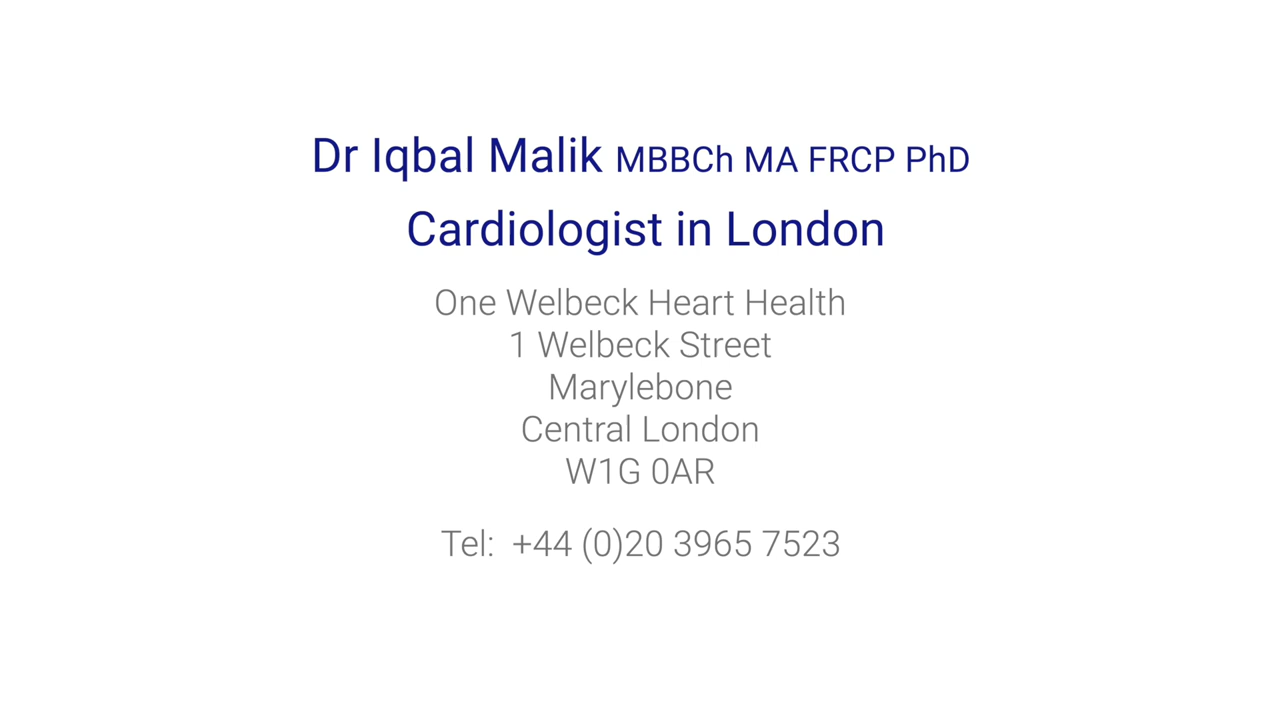 Dr Iqbal Malik MBBCh MA FRCP PhD
Cardiologist in London
One Welbeck Heart Health
1 Welbeck Street
Marylebone
Central London
W1G 0AR
Tel: +44 (0)20 3965 7523